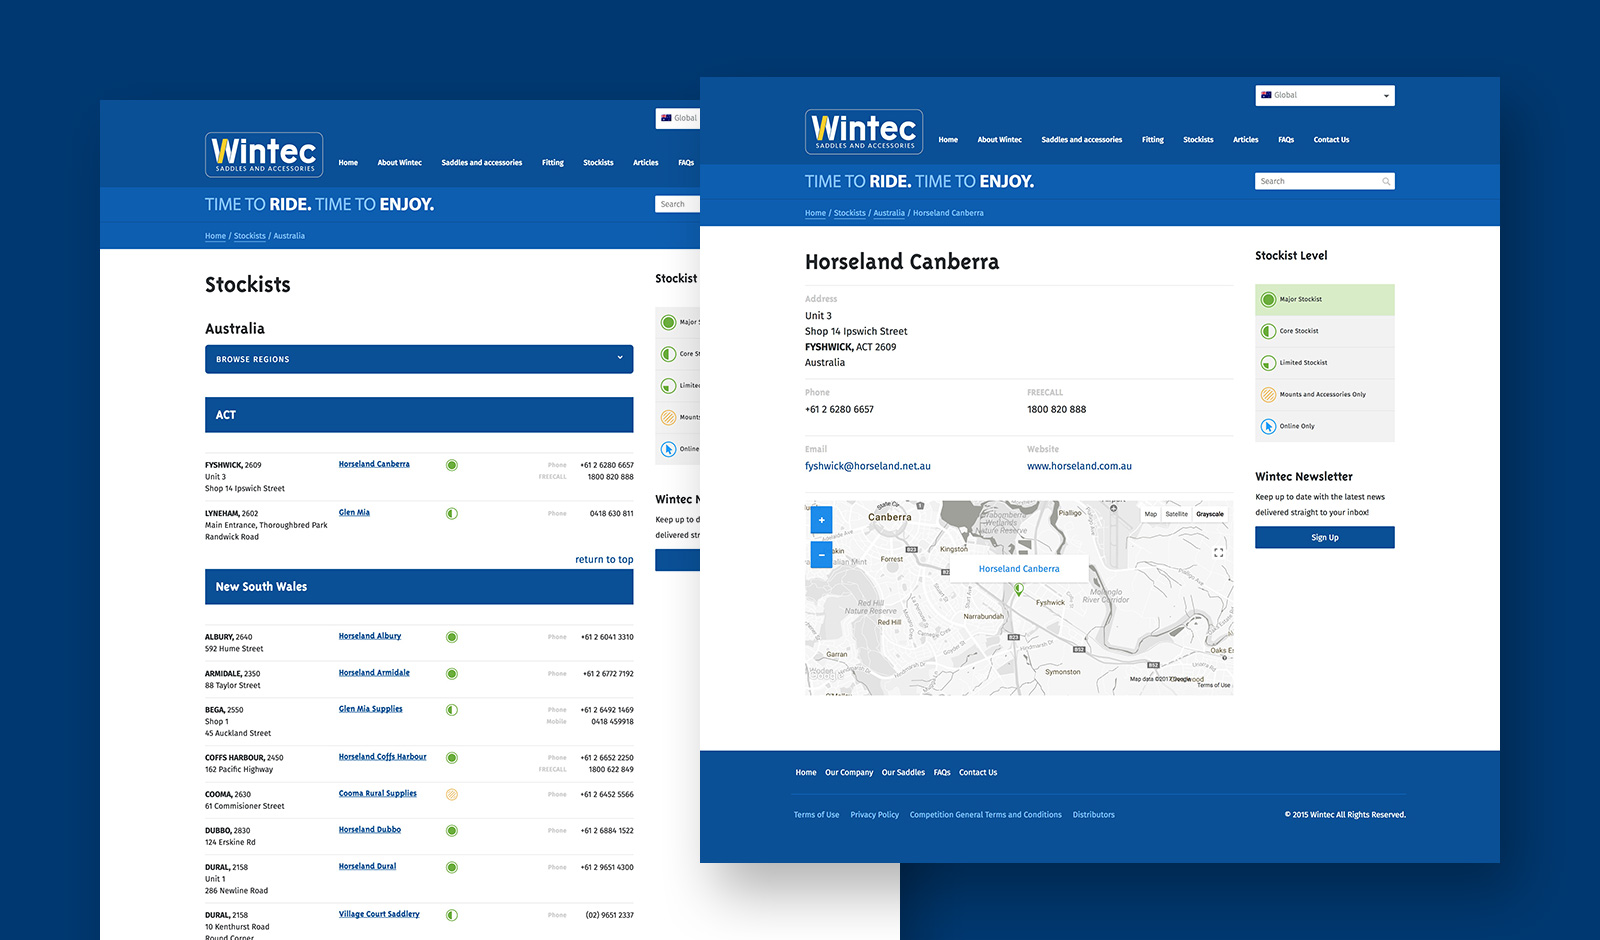 Global
Wintec
SADDLES AND ACCESSORIES
Home About Wintec Saddles and accessories Fitting Stockists Articles FAQs
TIME TO RIDE. TIME TO ENJOY.
Search
Home / Stockists / Australia
Stockists
Australia
BROWSE REGIONS
ACT
FYSHWICK, 2609 Horseland Canberra Phone +61 2 6280 6657
Unit 3 FREECALL 1800 820 888
Shop 14 Ipswich Street
LYNEHAM, 2602 Glen Mia Phone 0418 630 811
Main Entrance, Thoroughbred Park
Randwick Road
return to top
New South Wales
ALBURY, 2640 Horseland Albury Phone +61 2 6041 3310
592 Hume Street
ARMIDALE, 2350 Horseland Armidale Phone +61 2 6772 7192
88 Taylor Street
BEGA, 2550 Glen Mia Supplies Phone +61 2 6492 1469
Shop 1 Mobile 0418 459918
45 Auckland Street
COFFS HARBOUR, 2450 Horseland Coffs Harbour Phone +61 2 6652 2250
162 Pacific Highway FREECALL 1800 622 849
COOMA, 2630 Cooma Rural Supplies Phone +61 2 6452 5566
61 Commisioner Street
DUBBO, 2830 Horseland Dubbo Phone +61 2 6884 1522
124 Erskine Rd
DURAL, 2158 Horseland Dural Phone +61 2 9651 4300
Unit 1
286 Newline Road
DURAL, 2158 Village Court Saddlery Phone (02) 9651 2337
10 Kenthurst Road
Round Corner
Stockist
Major S
Core St
Limited
Mounts
Online
Wintec N
Keep up to d
delivered str
Global
Wintec
SADDLES AND ACCESSORIES
Home About Wintec Saddles and accessories Fitting Stockists Articles FAQs Contact Us
TIME TO RIDE. TIME TO ENJOY.
Search
Home / Stockists / Australia / Horseland Canberra
Horseland Canberra
Address
Unit 3
Shop 14 Ipswich Street
FYSHWICK, ACT 2609
Australia
Phone FREECALL
+61 2 6280 6657 1800 820 888
Email Website
fyshwick@horseland.net.au www.horseland.com.au
+
−
Map Satellite Grayscale
State Cir
Canberra
Pialligo
Jerrabomberra
Wetlands
Nature Reserve
Kingston
B23
Forrest
Horseland Canberra
Red Hill
Nature Reserve
Red Hill
Fyshwick
Molonglo
River Corridor
Narrabundah
B23
B52
B52
Garran
Symonston
Oaks E
Map data ©2017 Google
Terms of Use
Stockist Level
Major Stockist
Core Stockist
Limited Stockist
Mounts and Accessories Only
Online Only
Wintec Newsletter
Keep up to date with the latest news
delivered straight to your inbox!
Sign Up
Home Our Company Our Saddles FAQs Contact Us
Terms of Use Privacy Policy Competition General Terms and Conditions Distributors
© 2015 Wintec All Rights Reserved.